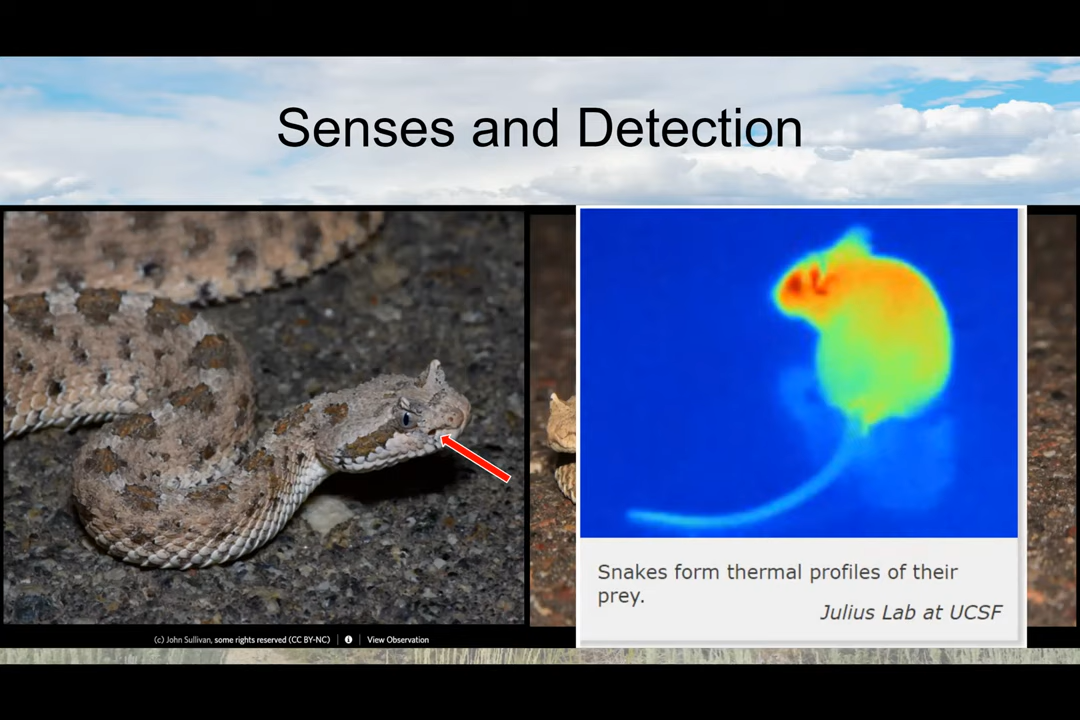 Senses and Detection
Snakes form thermal profiles of their
prey.
Julius Lab at UCSF
(c) John Sullivan, some rights reserved (CC BY-NC) | | View Observation